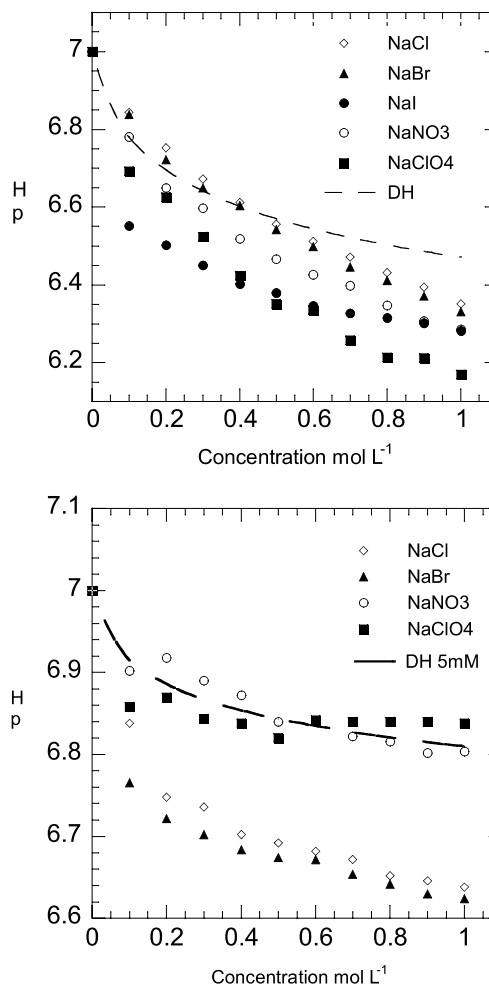 7
6.8
6.6
6.4
6.2
H
p
NaCl
NaBr
NaI
NaNO3
NaClO4
DH
0
0.2
0.4
0.6
0.8
1
Concentration mol L-1
7.1
7
6.9
6.8
6.7
6.6
H
p
NaCl
NaBr
NaNO3
NaClO4
DH 5mM
0
0.2
0.4
0.6
0.8
1
Concentration mol L-1